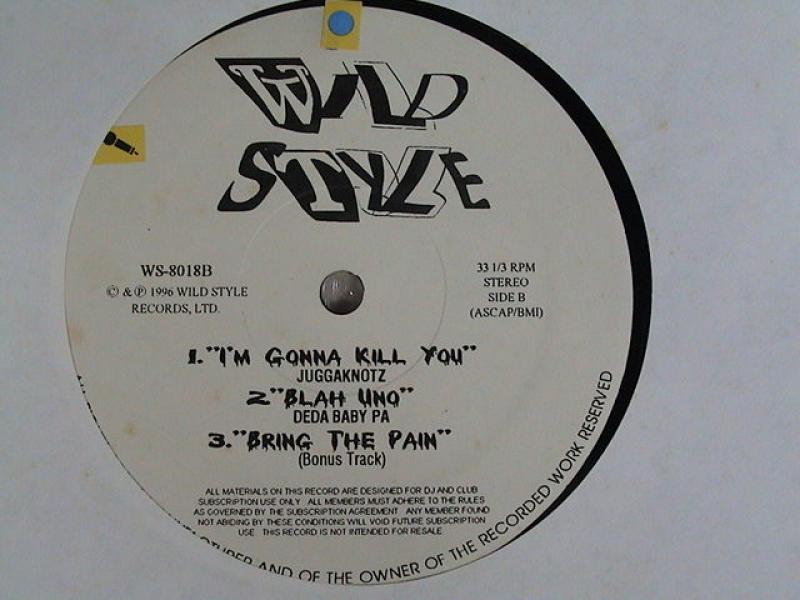 WILD
STYLE
WS-8018B
© & ℗ 1996 WILD STYLE
RECORDS, LTD.
33 1/3 RPM
STEREO
SIDE B
(ASCAP/BMI)
1."I'M GONNA KILL YOU"
JUGGAKNOTZ
2"BLAH UNO"
DEDA BABY PA
3."BRING THE PAIN"
(Bonus Track)
ALL MATERIALS ON THIS RECORD ARE DESIGNED FOR DJ AND CLUB
SUBSCRIPTION USE ONLY ALL MEMBERS MUST ADHERE TO THE RULES
AS GOVERNED BY THE SUBSCRIPTION AGREEMENT ANY MEMBER FOUND
NOT ABIDING BY THESE CONDITIONS WILL VOID FUTURE SUBSCRIPTION
USE THIS RECORD IS NOT INTENDED FOR RESALE
AND OF THE OWNER OF THE RECORDED WORK RESERVED